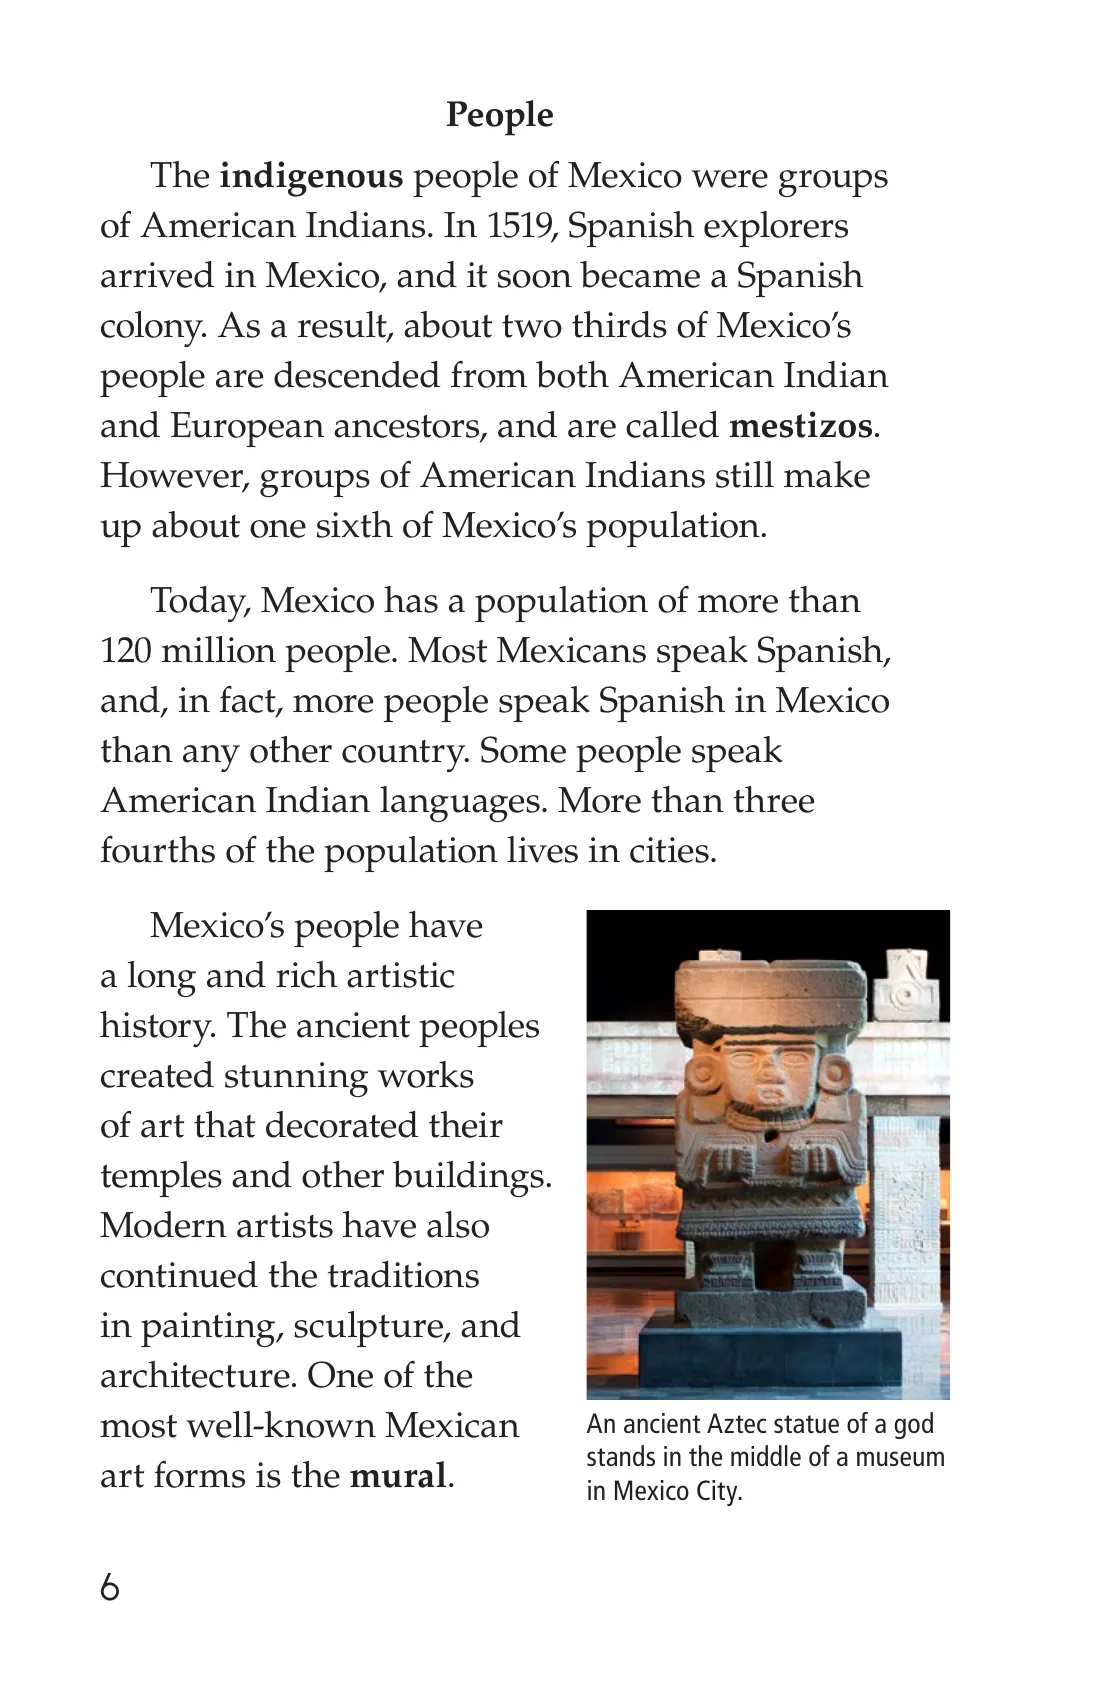 People
The indigenous people of Mexico were groups
of American Indians. In 1519, Spanish explorers
arrived in Mexico, and it soon became a Spanish
colony. As a result, about two thirds of Mexico’s
people are descended from both American Indian
and European ancestors, and are called mestizos.
However, groups of American Indians still make
up about one sixth of Mexico’s population.
Today, Mexico has a population of more than
120 million people. Most Mexicans speak Spanish,
and, in fact, more people speak Spanish in Mexico
than any other country. Some people speak
American Indian languages. More than three
fourths of the population lives in cities.
Mexico’s people have
a long and rich artistic
history. The ancient peoples
created stunning works
of art that decorated their
temples and other buildings.
Modern artists have also
continued the traditions
in painting, sculpture, and
architecture. One of the
most well-known Mexican
art forms is the mural.
An ancient Aztec statue of a god
stands in the middle of a museum
in Mexico City.
6